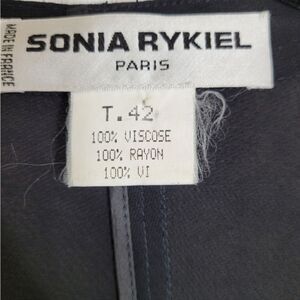 MADE IN FRANCE
SONIA RYKIEL
PARIS
T.42
100% VISCOSE
100% RAYON
100% VI